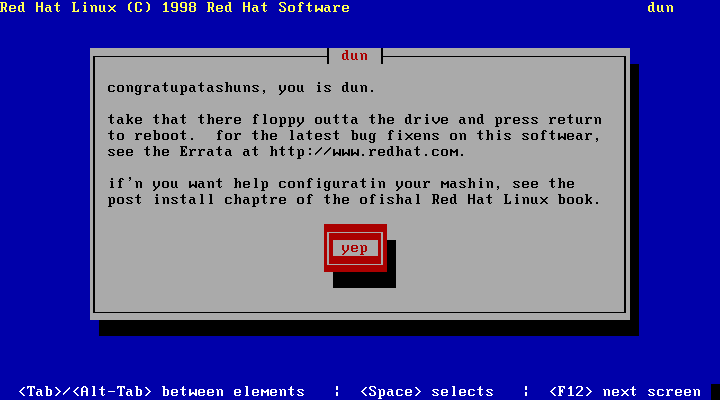 Red Hat Linux (C) 1998 Red Hat Software dun
dun
congratupatashuns, you is dun.
take that there floppy outta the drive and press return
to reboot.  for the latest bug fixens on this softwear,
see the Errata at http://www.redhat.com.
if'n you want help configuratin your mashin, see the
post install chaptre of the ofishal Red Hat Linux book.
yep
<Tab>/<Alt-Tab> between elements   ¦  <Space> selects   ¦  <F12> next screen